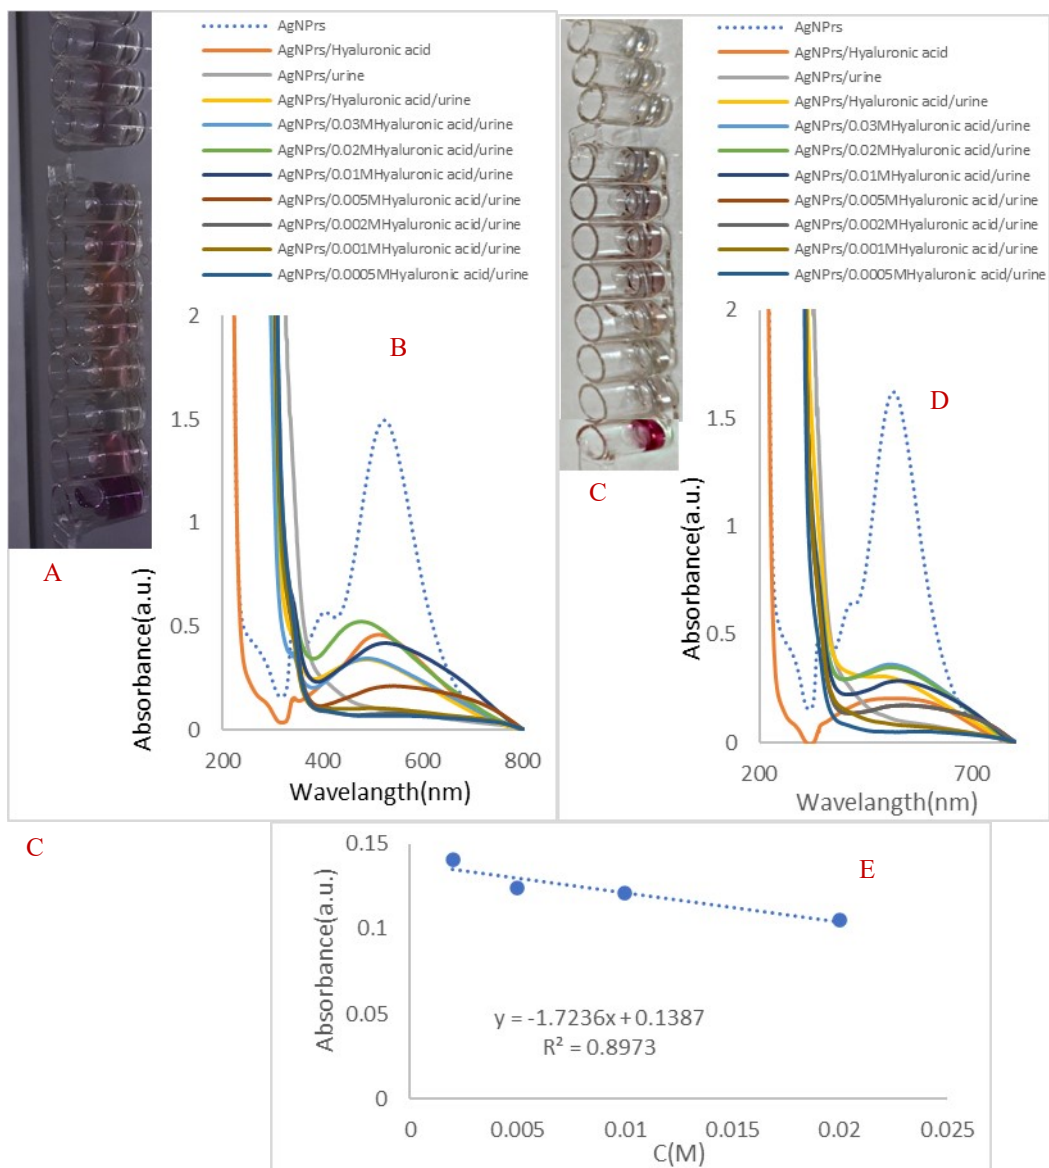 AgNPrs
AgNPrs/Hyaluronic acid
AgNPrs/urine
AgNPrs/Hyaluronic acid/urine
AgNPrs/0.03MHyaluronic acid/urine
AgNPrs/0.02MHyaluronic acid/urine
AgNPrs/0.01MHyaluronic acid/urine
AgNPrs/0.005MHyaluronic acid/urine
AgNPrs/0.002MHyaluronic acid/urine
AgNPrs/0.001MHyaluronic acid/urine
AgNPrs/0.0005MHyaluronic acid/urine
A
B
2
1.5
1
0.5
0
200
400
600
800
Absorbance(a.u.)
Wavelangth(nm)
AgNPrs
AgNPrs/Hyaluronic acid
AgNPrs/urine
AgNPrs/Hyaluronic acid/urine
AgNPrs/0.03MHyaluronic acid/urine
AgNPrs/0.02MHyaluronic acid/urine
AgNPrs/0.01MHyaluronic acid/urine
AgNPrs/0.005MHyaluronic acid/urine
AgNPrs/0.002MHyaluronic acid/urine
AgNPrs/0.001MHyaluronic acid/urine
AgNPrs/0.0005MHyaluronic acid/urine
C
D
2
1.5
1
0.5
0
200
700
Absorbance(a.u.)
Wavelangth(nm)
C
E
0.15
0.1
0.05
0
Absorbance(a.u.)
y = -1.7236x + 0.1387
R² = 0.8973
0
0.005
0.01
0.015
0.02
0.025
C(M)